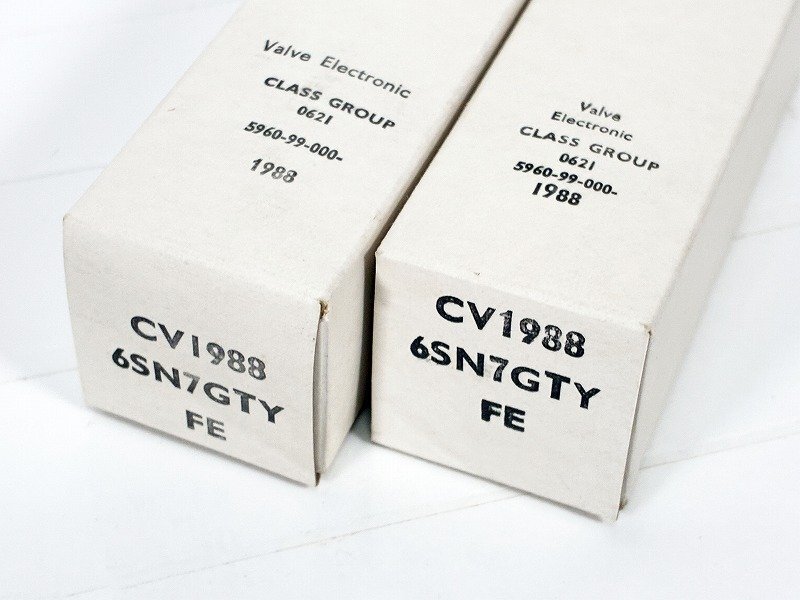 Valve Electronic
CLASS GROUP
0621
5960-99-000-
1988
CV1988
6SN7GTY
FE
Valve
Electronic
CLASS GROUP
0621
5960-99-000-
1988
CV1988
6SN7GTY
FE